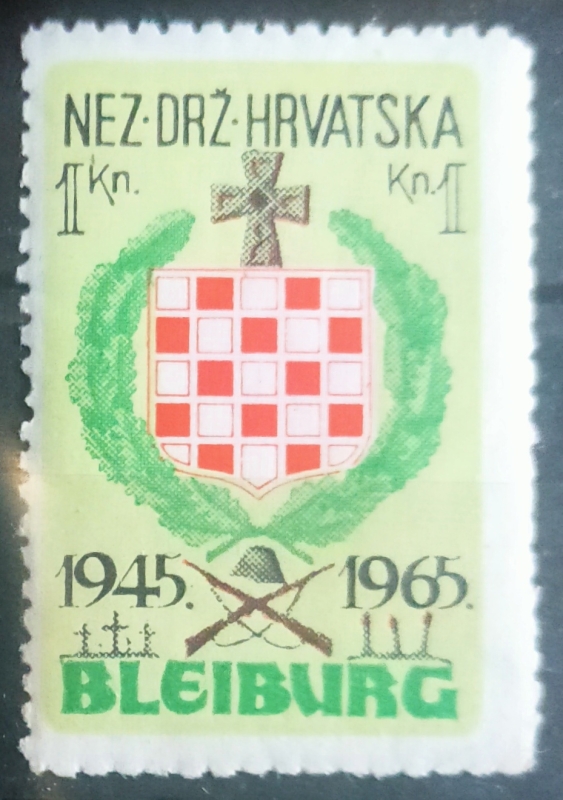 NEZ·DRŽ·HRVATSKA
1 Kn. Kn. 1
1945. 1965.
BLEIBURG